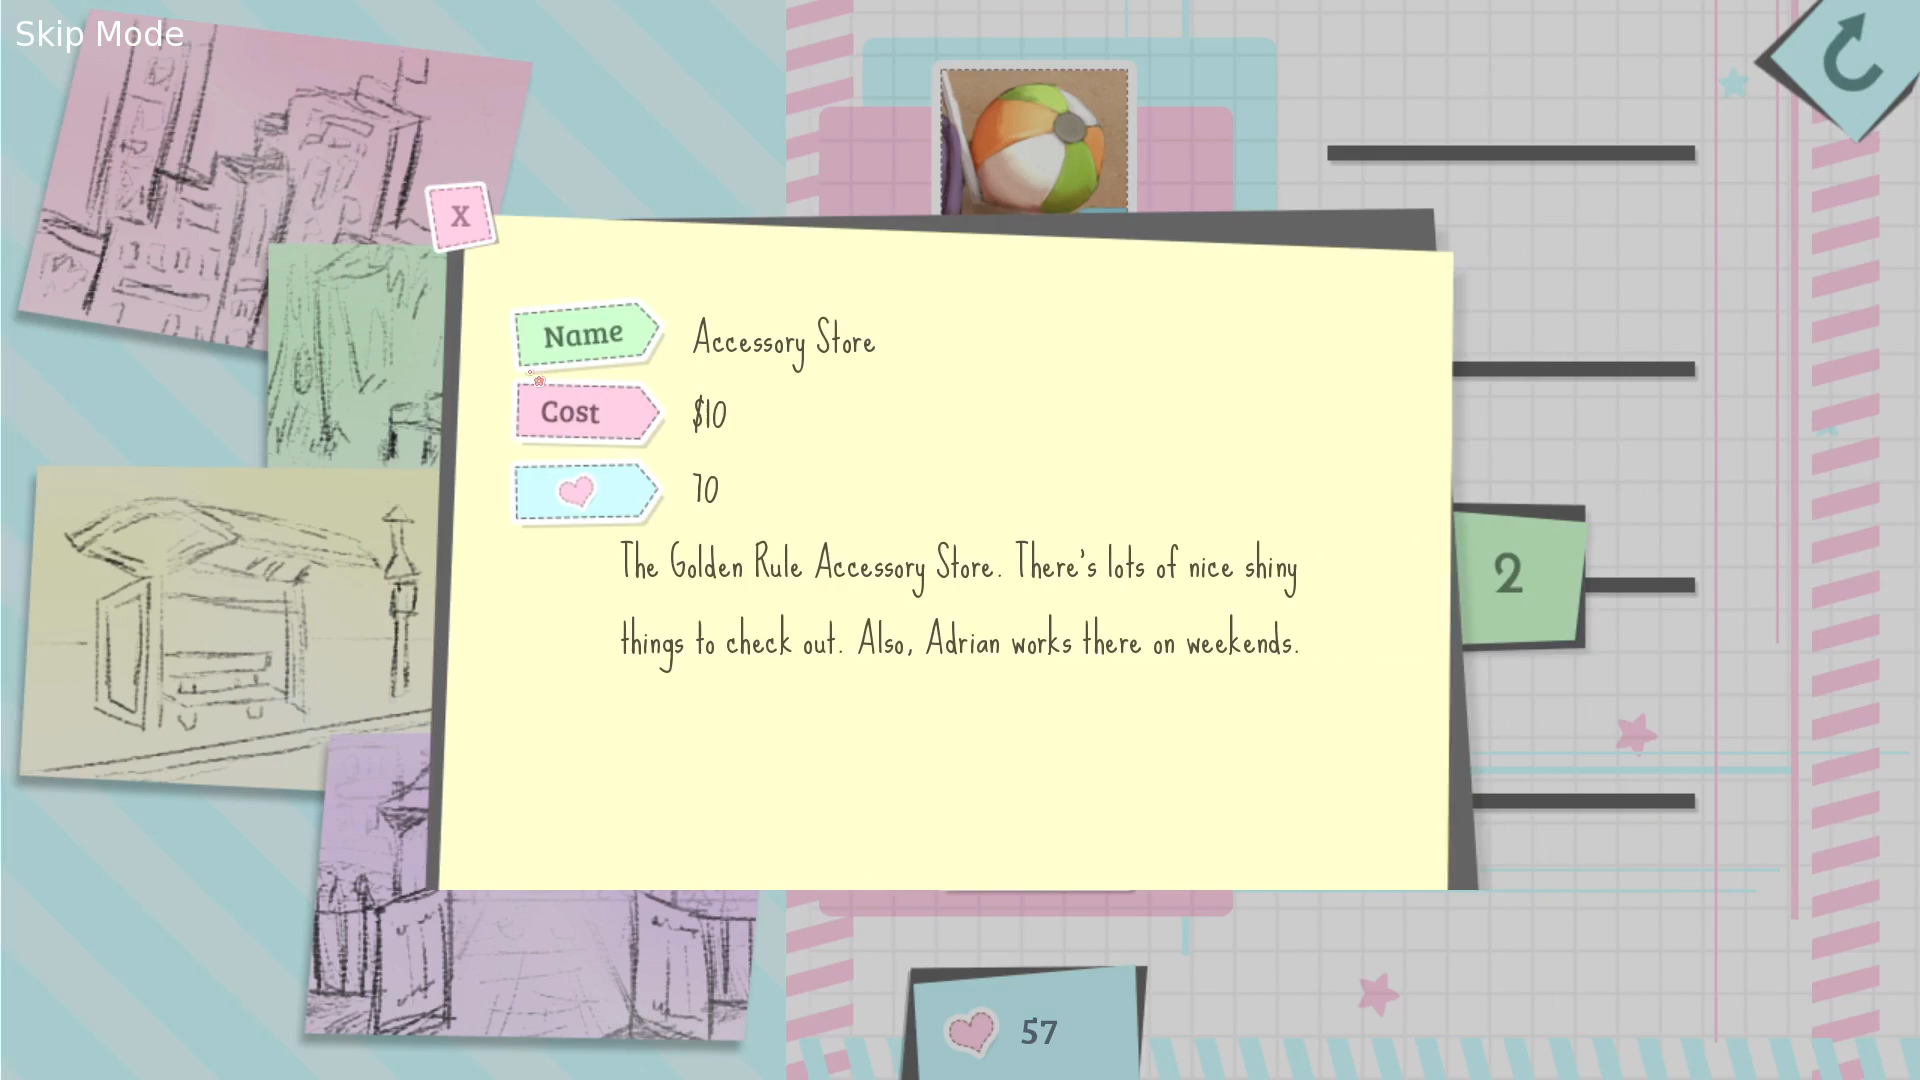 Skip Mode
X
Name
Accessory Store
Cost
$10
70
The Golden Rule Accessory Store. There's lots of nice shiny
things to check out. Also, Adrian works there on weekends.
2
57